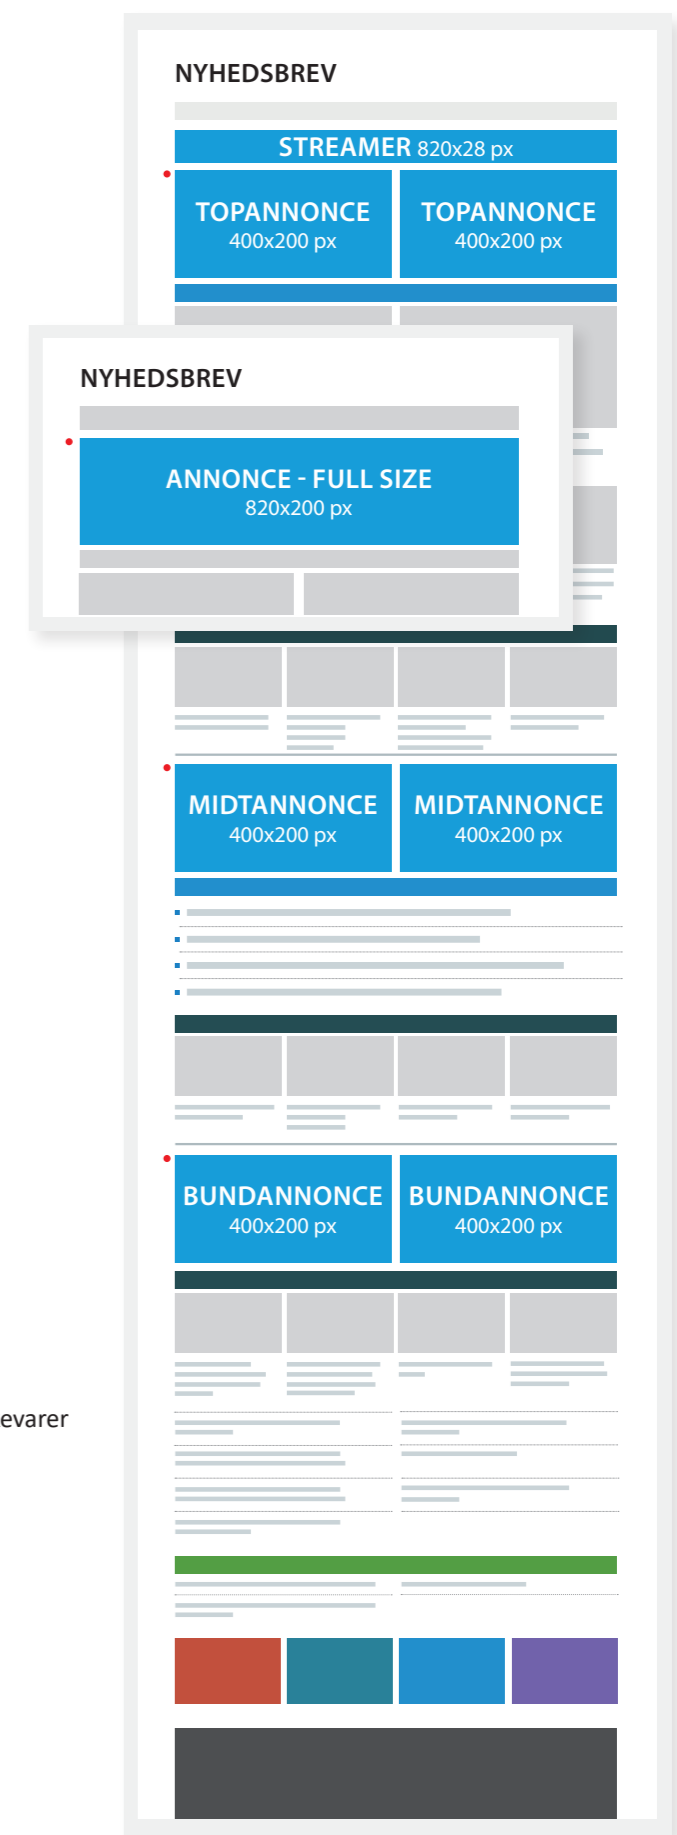 NYHEDSBREV
STREAMER 820x28 px
TOPANNONCE
400x200 px
TOPANNONCE
400x200 px
NYHEDSBREV
ANNONCE - FULL SIZE
820x200 px
MIDTANNONCE
400x200 px
MIDTANNONCE
400x200 px
BUNDANNONCE
400x200 px
BUNDANNONCE
400x200 px
evarer